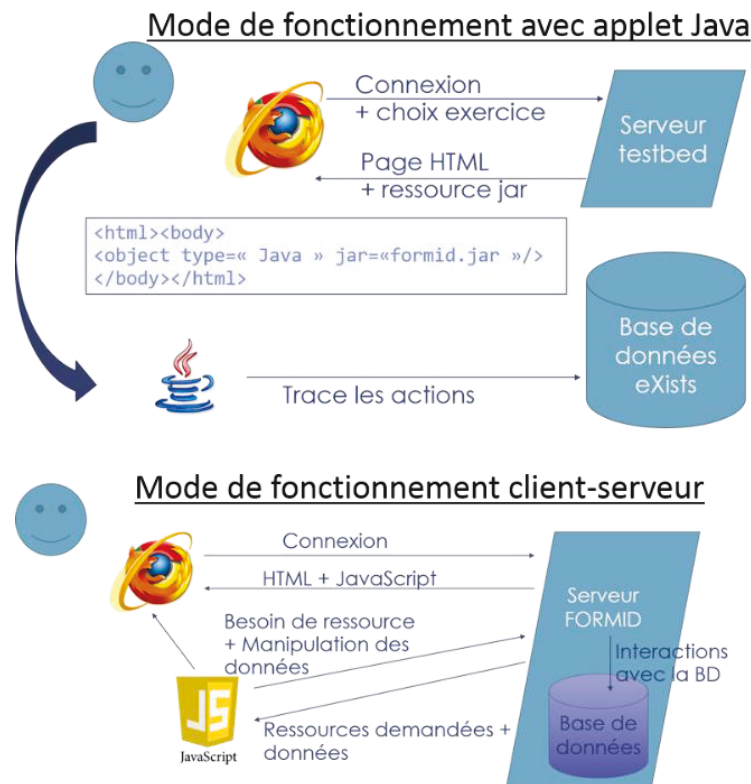 Mode de fonctionnement avec applet Java
Connexion
+ choix exercice
Serveur
testbed
Page HTML
+ ressource jar
<html><body>
<object type=« Java » jar=«formid.jar »/>
</body></html>
Base de
données
eXists
Trace les actions
Mode de fonctionnement client-serveur
Connexion
HTML + JavaScript
Serveur
FORMID
Besoin de ressource
+ Manipulation des
données
Interactions
avec la BD
JS
JavaScript
Ressources demandées +
données
Base de
données